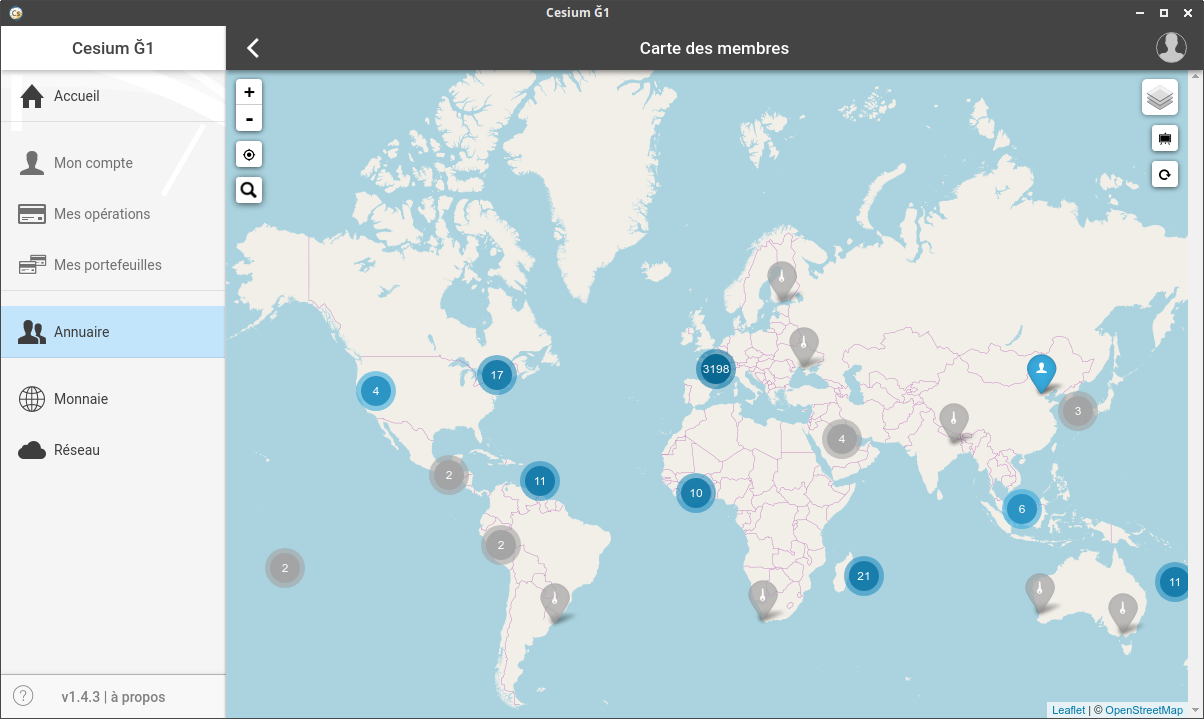 Cesium Ğ1
Cesium Ğ1
Carte des membres
Accueil
Mon compte
Mes opérations
Mes portefeuilles
Annuaire
Monnaie
Réseau
? v1.4.3 | à propos
+
-
17
3198
4
3
4
2
11
10
6
2
2
21
11
Leaflet | © OpenStreetMap